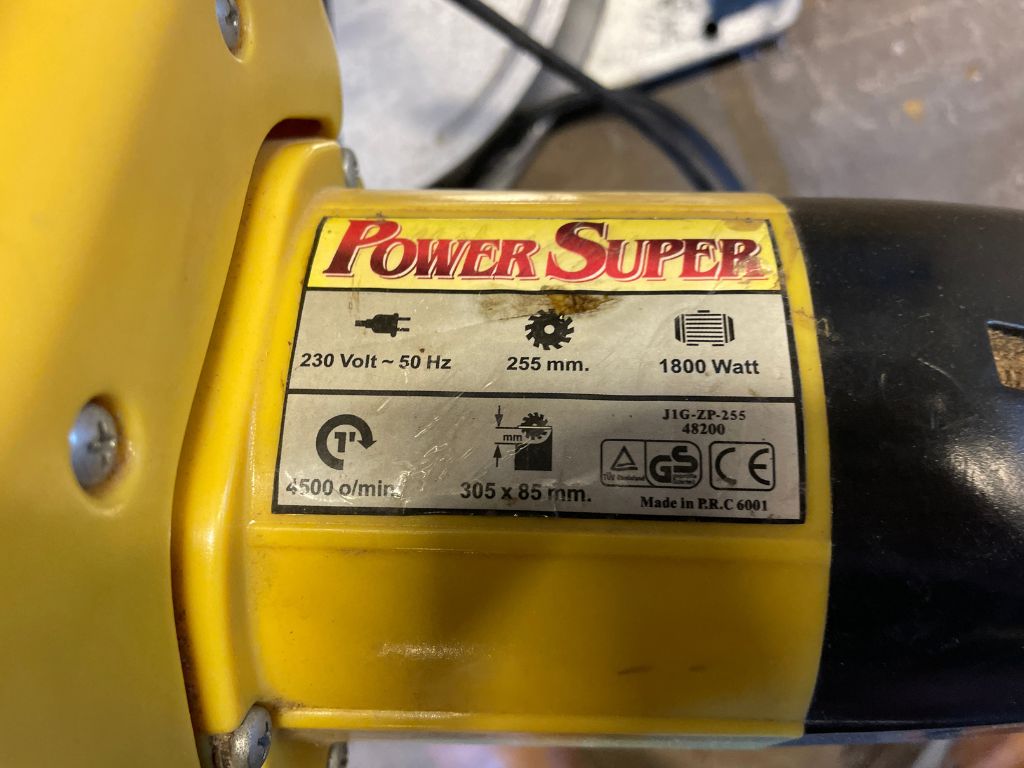 POWER SUPER
230 Volt ~ 50 Hz
255 mm.
1800 Watt
1'
4500 o/min.
mm
305 x 85 mm.
J1G-ZP-255
48200
GS
CE
Made in P.R.C 6001